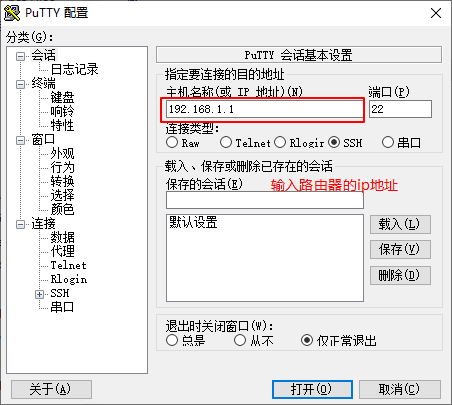 PuTTY 配置
分类(G):
会话
日志记录
终端
键盘
响铃
特性
窗口
外观
行为
转换
选择
颜色
连接
数据
代理
Telnet
Rlogin
SSH
串口
PuTTY 会话基本设置
指定要连接的目的地址
主机名称(或 IP 地址)(N) 端口(P)
192.168.1.1 22
连接类型:
Raw Telnet Rlogin SSH 串口
载入、保存或删除已存在的会话
保存的会话(E) 输入路由器的ip地址
默认设置
载入(L)
保存(V)
删除(D)
退出时关闭窗口(W):
总是 从不 仅正常退出
关于(A) 打开(O) 取消(C)